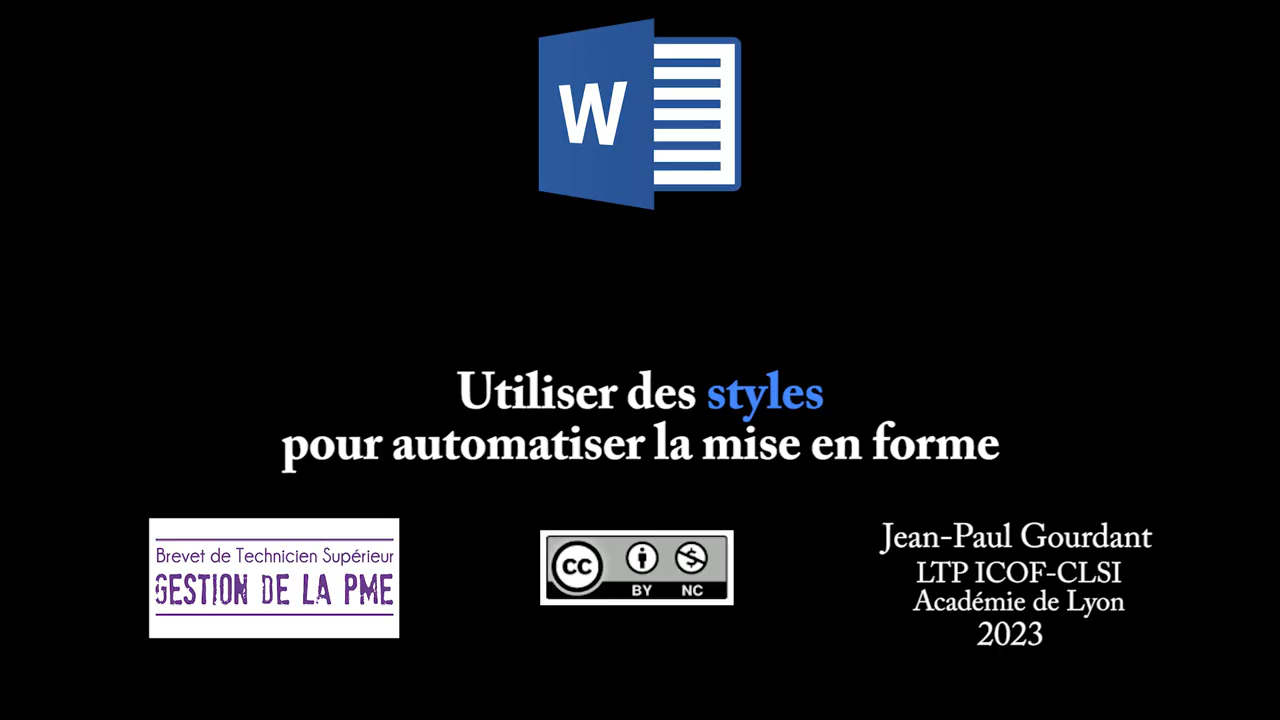 W
Utiliser des styles
pour automatiser la mise en forme
Brevet de Technicien Supérieur
GESTION DE LA PME
CC
BY NC
Jean-Paul Gourdant
LTP ICOF-CLSI
Académie de Lyon
2023